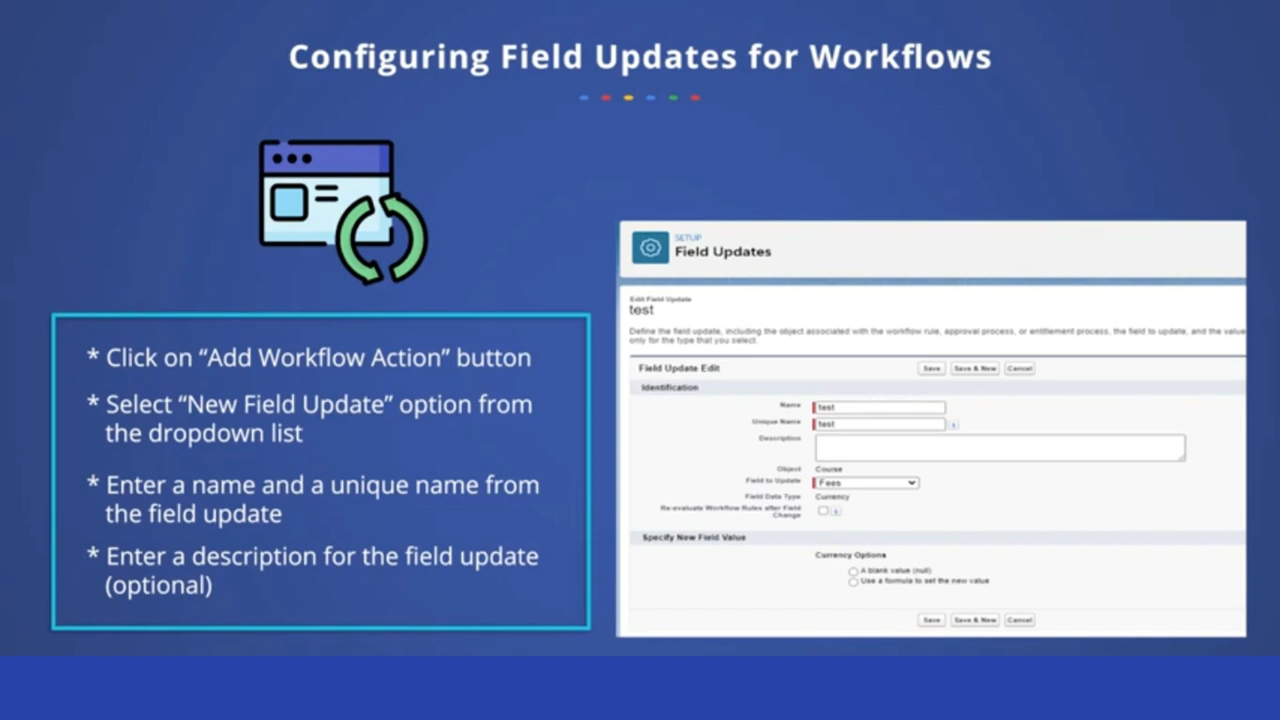 Configuring Field Updates for Workflows
* Click on “Add Workflow Action” button
* Select “New Field Update” option from
the dropdown list
* Enter a name and a unique name from
the field update
* Enter a description for the field update
(optional)
SETUP
Field Updates
Edit Field Update
test
Define the field update, including the object associated with the workflow rule, approval process, or entitlement process, the field to update, and the value
only for the type that you select.
Field Update Edit Save Save & New Cancel
Identification
Name test
Unique Name test i
Description
Object Course
Field to Update Fees
Field Data Type Currency
Re-evaluate Workflow Rules after Field
Change i
Specify New Field Value
Currency Options
A blank value (null)
Use a formula to set the new value
Save Save & New Cancel